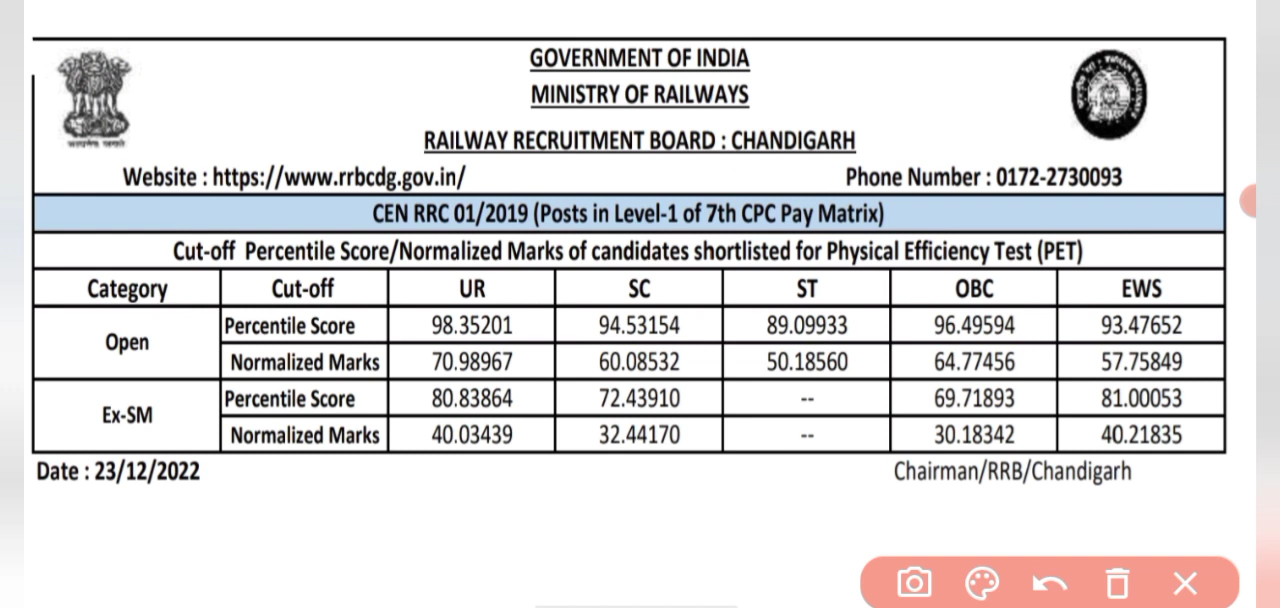 GOVERNMENT OF INDIA
MINISTRY OF RAILWAYS
RAILWAY RECRUITMENT BOARD : CHANDIGARH
Website : https://www.rrbcdg.gov.in/ Phone Number : 0172-2730093
CEN RRC 01/2019 (Posts in Level-1 of 7th CPC Pay Matrix)
Cut-off Percentile Score/Normalized Marks of candidates shortlisted for Physical Efficiency Test (PET)
Category Cut-off UR SC ST OBC EWS
Open Percentile Score 98.35201 94.53154 89.09933 96.49594 93.47652
Normalized Marks 70.98967 60.08532 50.18560 64.77456 57.75849
Ex-SM Percentile Score 80.83864 72.43910 -- 69.71893 81.00053
Normalized Marks 40.03439 32.44170 -- 30.18342 40.21835
Date : 23/12/2022 Chairman/RRB/Chandigarh